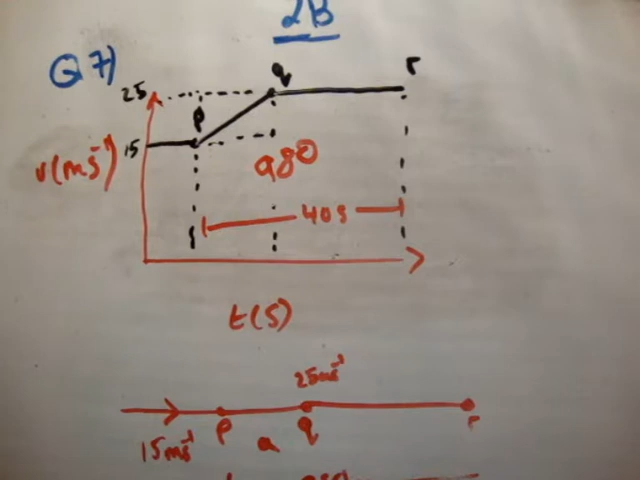 2B
Q7)
25
q
r
p
15
v(ms⁻¹)
980
40s
t(s)
25ms⁻¹
p
q
r
15ms⁻¹
a